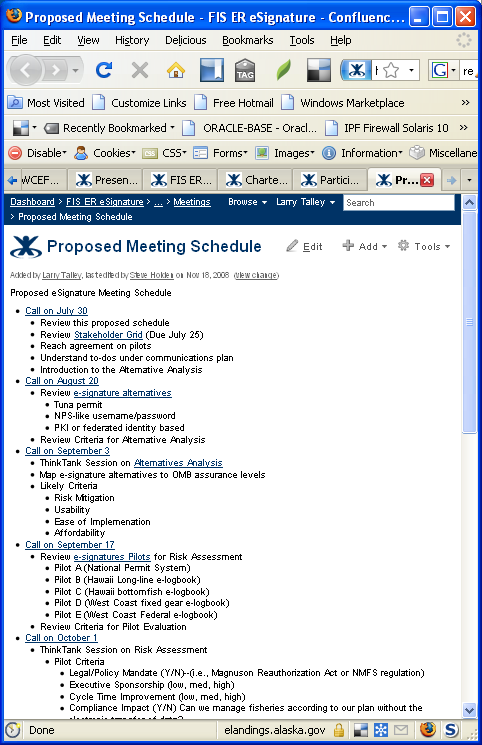 Proposed Meeting Schedule - FIS ER eSignature - Confluenc...
File Edit View History Delicious Bookmarks Tools Help
TAG
re
Most Visited Customize Links Free Hotmail Windows Marketplace »
Recently Bookmarked ORACLE-BASE - Oracl... IPF Firewall Solaris 10 »
Disable Cookies CSS Forms Images Information Miscellane
WCEF... Presen... FIS ER... Charte... Partici... Pr...
Dashboard > FIS ER eSignature > ... > Meetings Browse Larry Talley Search
> Proposed Meeting Schedule
Proposed Meeting Schedule Edit Add Tools
Added by Larry Talley, last edited by Steve Holden on Nov 18, 2008 (view change)
Proposed eSignature Meeting Schedule
• Call on July 30
• Review this proposed schedule
• Review Stakeholder Grid (Due July 25)
• Reach agreement on pilots
• Understand to-dos under communications plan
• Introduction to the Alternative Analysis
• Call on August 20
• Review e-signature alternatives
• Tuna permit
• NPS-like username/password
• PKI or federated identity based
• Review Criteria for Alternative Analysis
• Call on September 3
• ThinkTank Session on Alternatives Analysis
• Map e-signature alternatives to OMB assurance levels
• Likely Criteria
• Risk Mitigation
• Usability
• Ease of Implemenation
• Affordability
• Call on September 17
• Review e-signatures Pilots for Risk Assessment
• Pilot A (National Permit System)
• Pilot B (Hawaii Long-line e-logbook)
• Pilot C (Hawaii bottomfish e-logbook)
• Pilot D (West Coast fixed gear e-logbook)
• Pilot E (West Coast Federal e-logbook)
• Review Criteria for Pilot Evaluation
• Call on October 1
• ThinkTank Session on Risk Assessment
• Pilot Criteria
• Legal/Policy Mandate (Y/N)--(i.e., Magnuson Reauthorization Act or NMFS regulation)
• Executive Sponsorship (low, med, high)
• Cycle Time Improvement (low, med, high)
• Compliance Impact (Y/N) Can we manage fisheries according to our plan without the
electronic transfer of data?
Done elandings.alaska.gov